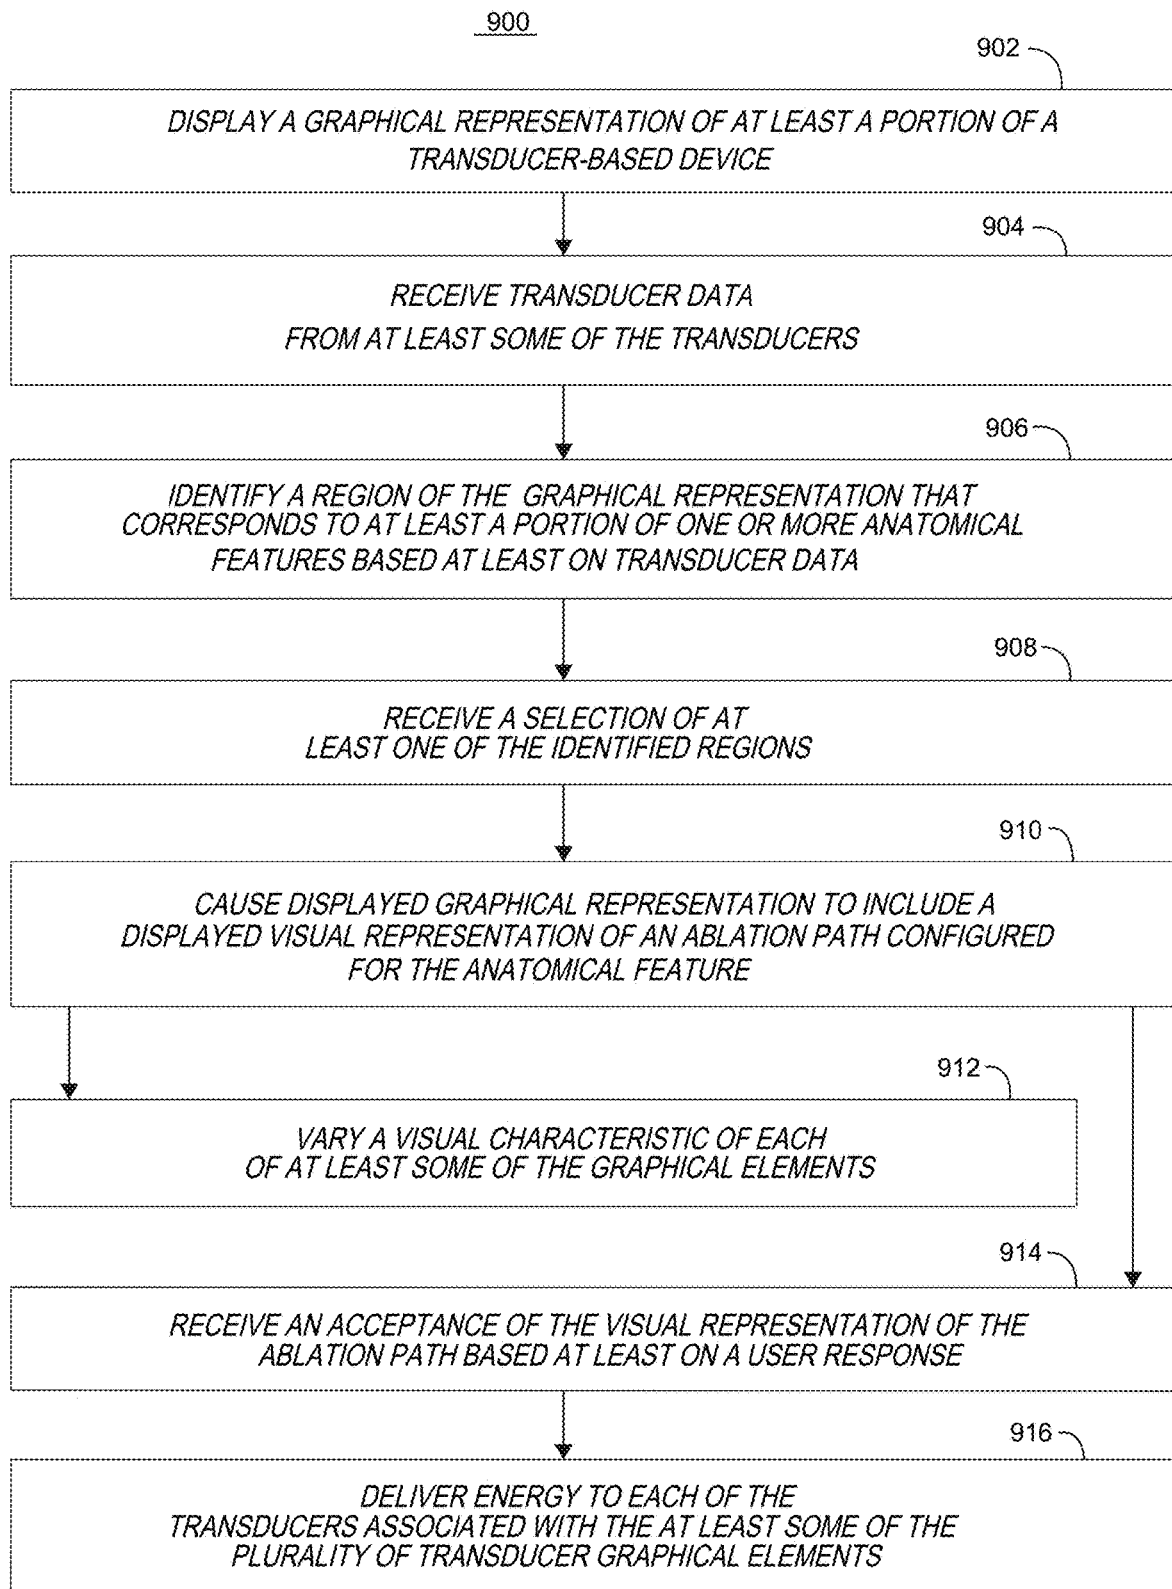 900
902
DISPLAY A GRAPHICAL REPRESENTATION OF AT LEAST A PORTION OF A
TRANSDUCER-BASED DEVICE
904
RECEIVE TRANSDUCER DATA
FROM AT LEAST SOME OF THE TRANSDUCERS
906
IDENTIFY A REGION OF THE GRAPHICAL REPRESENTATION THAT
CORRESPONDS TO AT LEAST A PORTION OF ONE OR MORE ANATOMICAL
FEATURES BASED AT LEAST ON TRANSDUCER DATA
908
RECEIVE A SELECTION OF AT
LEAST ONE OF THE IDENTIFIED REGIONS
910
CAUSE DISPLAYED GRAPHICAL REPRESENTATION TO INCLUDE A
DISPLAYED VISUAL REPRESENTATION OF AN ABLATION PATH CONFIGURED
FOR THE ANATOMICAL FEATURE
912
VARY A VISUAL CHARACTERISTIC OF EACH
OF AT LEAST SOME OF THE GRAPHICAL ELEMENTS
914
RECEIVE AN ACCEPTANCE OF THE VISUAL REPRESENTATION OF THE
ABLATION PATH BASED AT LEAST ON A USER RESPONSE
916
DELIVER ENERGY TO EACH OF THE
TRANSDUCERS ASSOCIATED WITH THE AT LEAST SOME OF THE
PLURALITY OF TRANSDUCER GRAPHICAL ELEMENTS